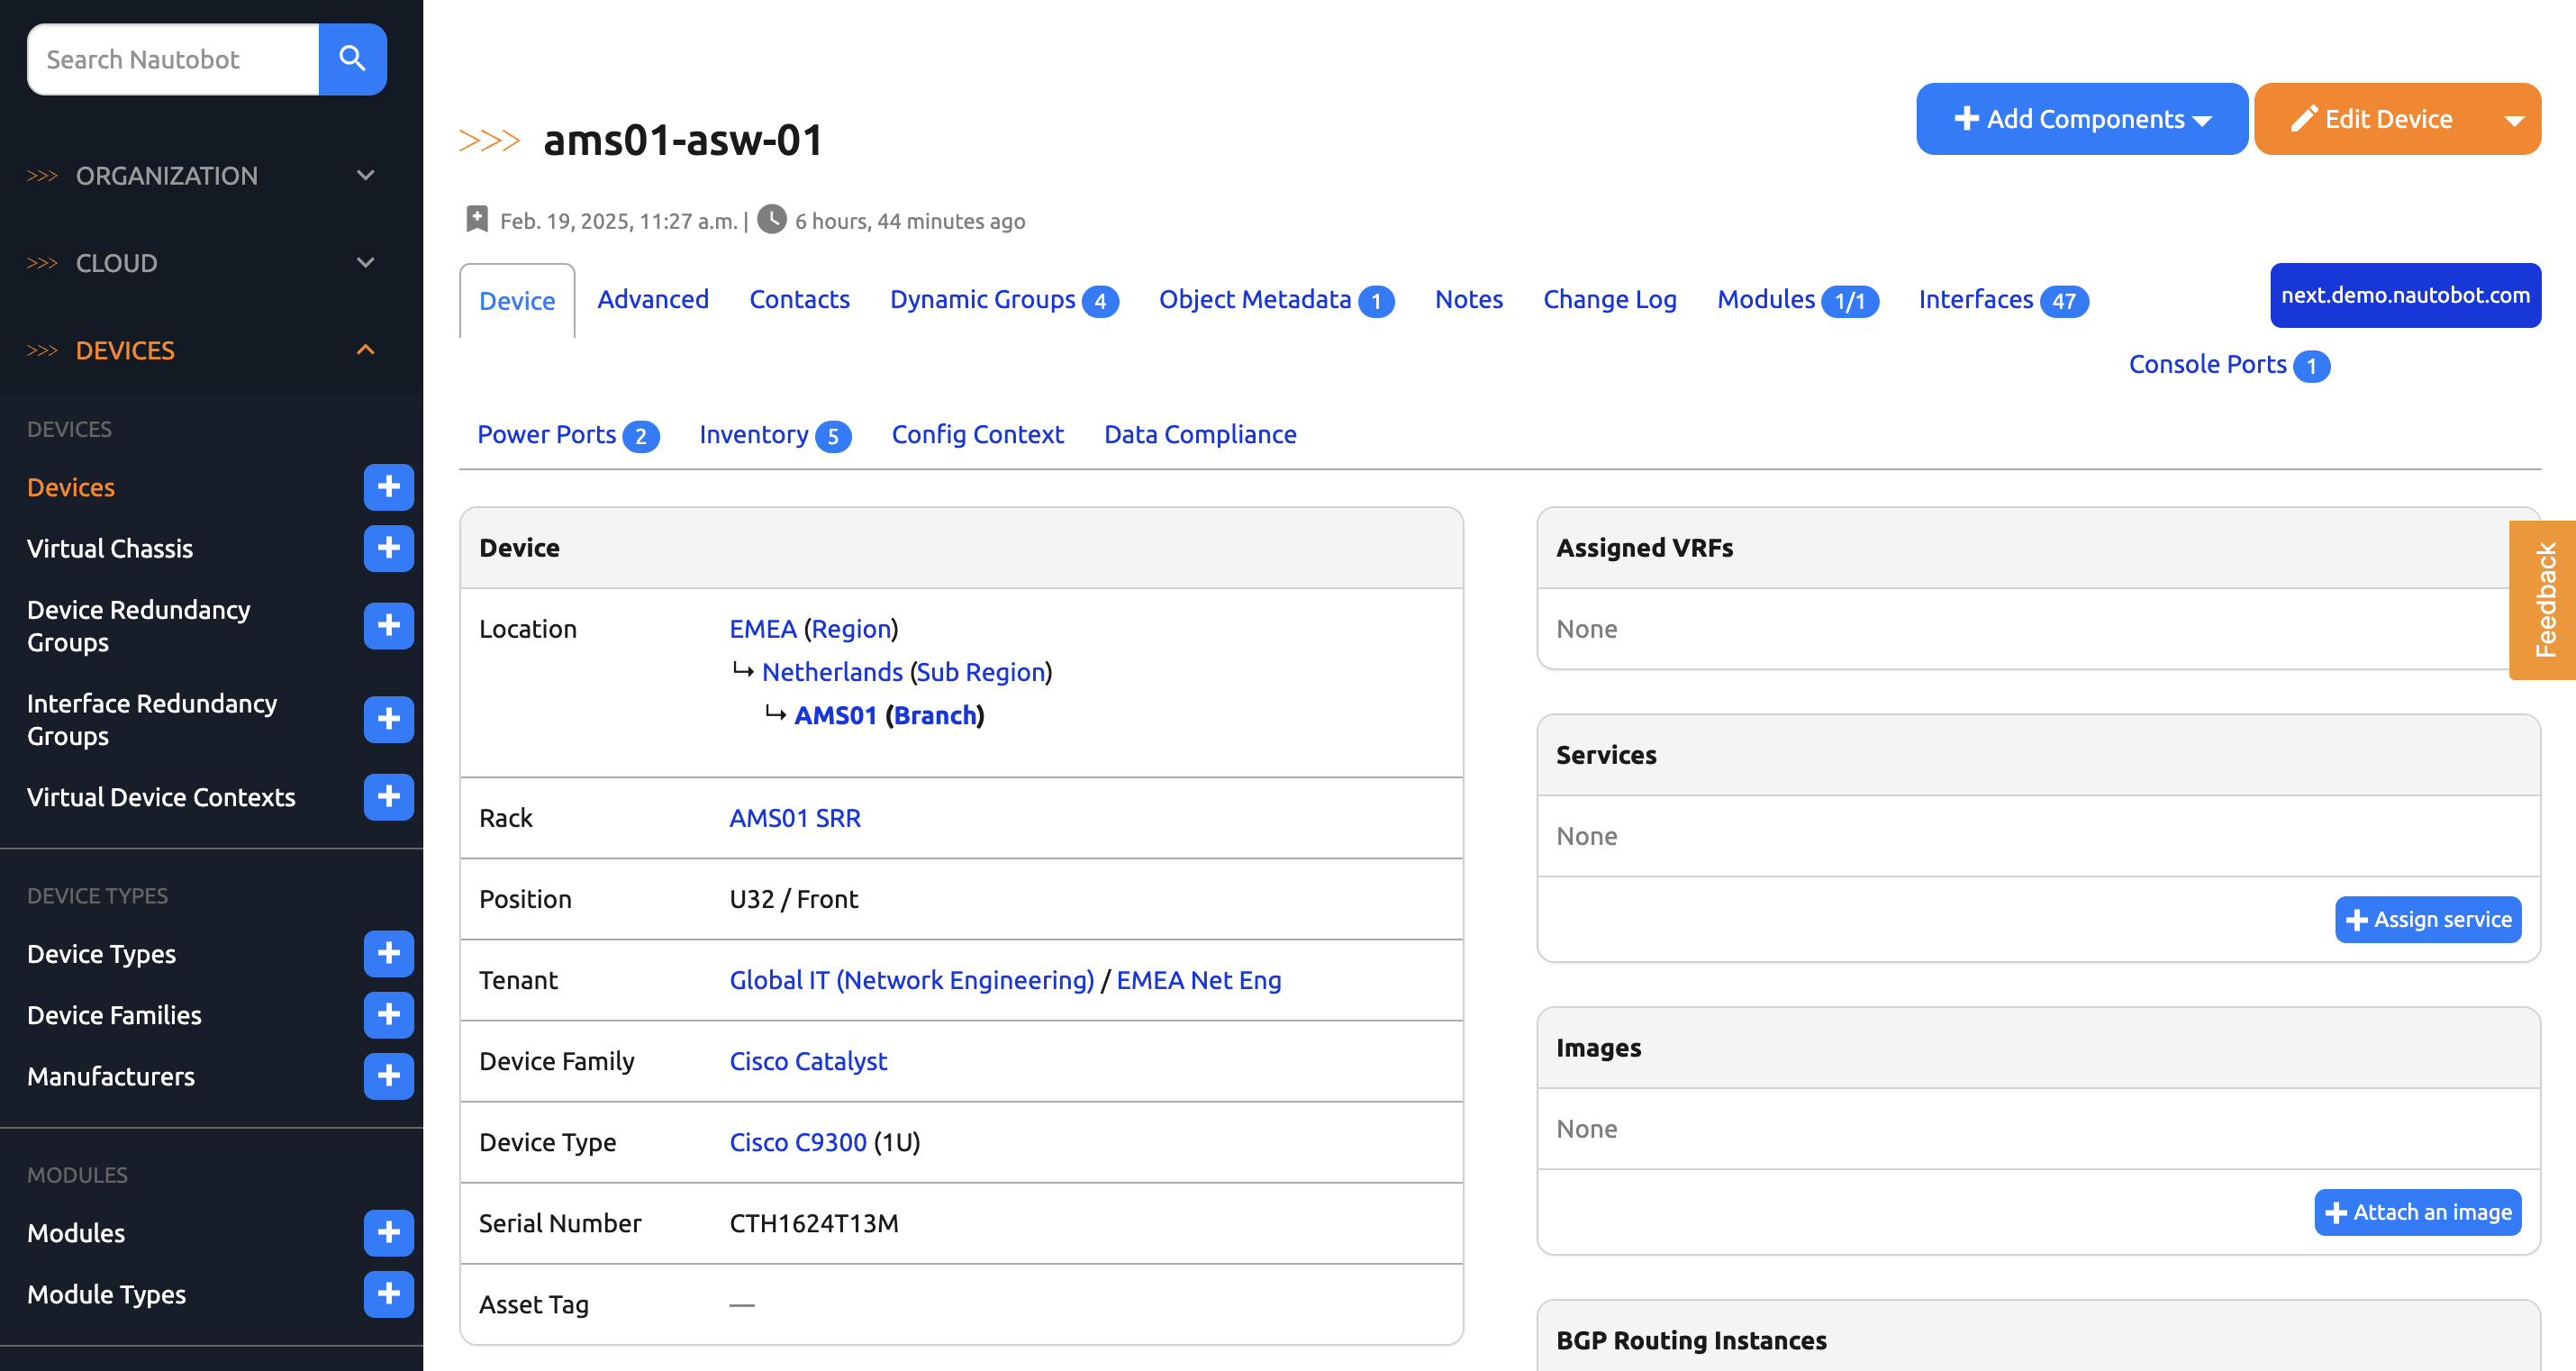 Search Nautobot
ORGANIZATION
CLOUD
DEVICES
DEVICES
Devices
Virtual Chassis
Device Redundancy
Groups
Interface Redundancy
Groups
Virtual Device Contexts
DEVICE TYPES
Device Types
Device Families
Manufacturers
MODULES
Modules
Module Types
>>> ams01-asw-01
Add Components
Edit Device
Feb. 19, 2025, 11:27 a.m. | 6 hours, 44 minutes ago
Device Advanced Contacts Dynamic Groups 4 Object Metadata 1 Notes Change Log Modules 1/1 Interfaces 47
next.demo.nautobot.com
Console Ports 1
Power Ports 2 Inventory 5 Config Context Data Compliance
Device
Location EMEA (Region)
↳ Netherlands (Sub Region)
↳ AMS01 (Branch)
Rack AMS01 SRR
Position U32 / Front
Tenant Global IT (Network Engineering) / EMEA Net Eng
Device Family Cisco Catalyst
Device Type Cisco C9300 (1U)
Serial Number CTH1624T13M
Asset Tag —
Assigned VRFs
None
Services
None
Assign service
Images
None
Attach an image
BGP Routing Instances
Feedback